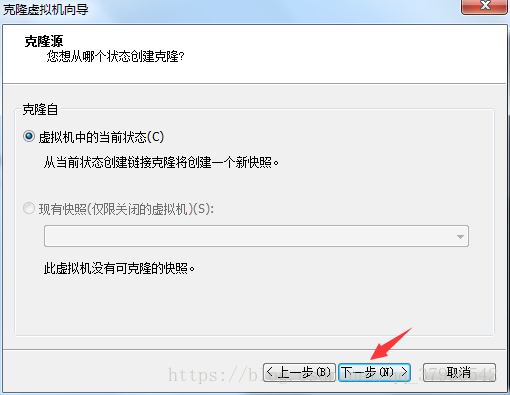 克隆虚拟机向导
克隆源
您想从哪个状态创建克隆?
克隆自
虚拟机中的当前状态(C)
从当前状态创建链接克隆将创建一个新快照。
现有快照(仅限关闭的虚拟机)(S):
此虚拟机没有可克隆的快照。
< 上一步(B) 下一步(N) > 取消
https://blog